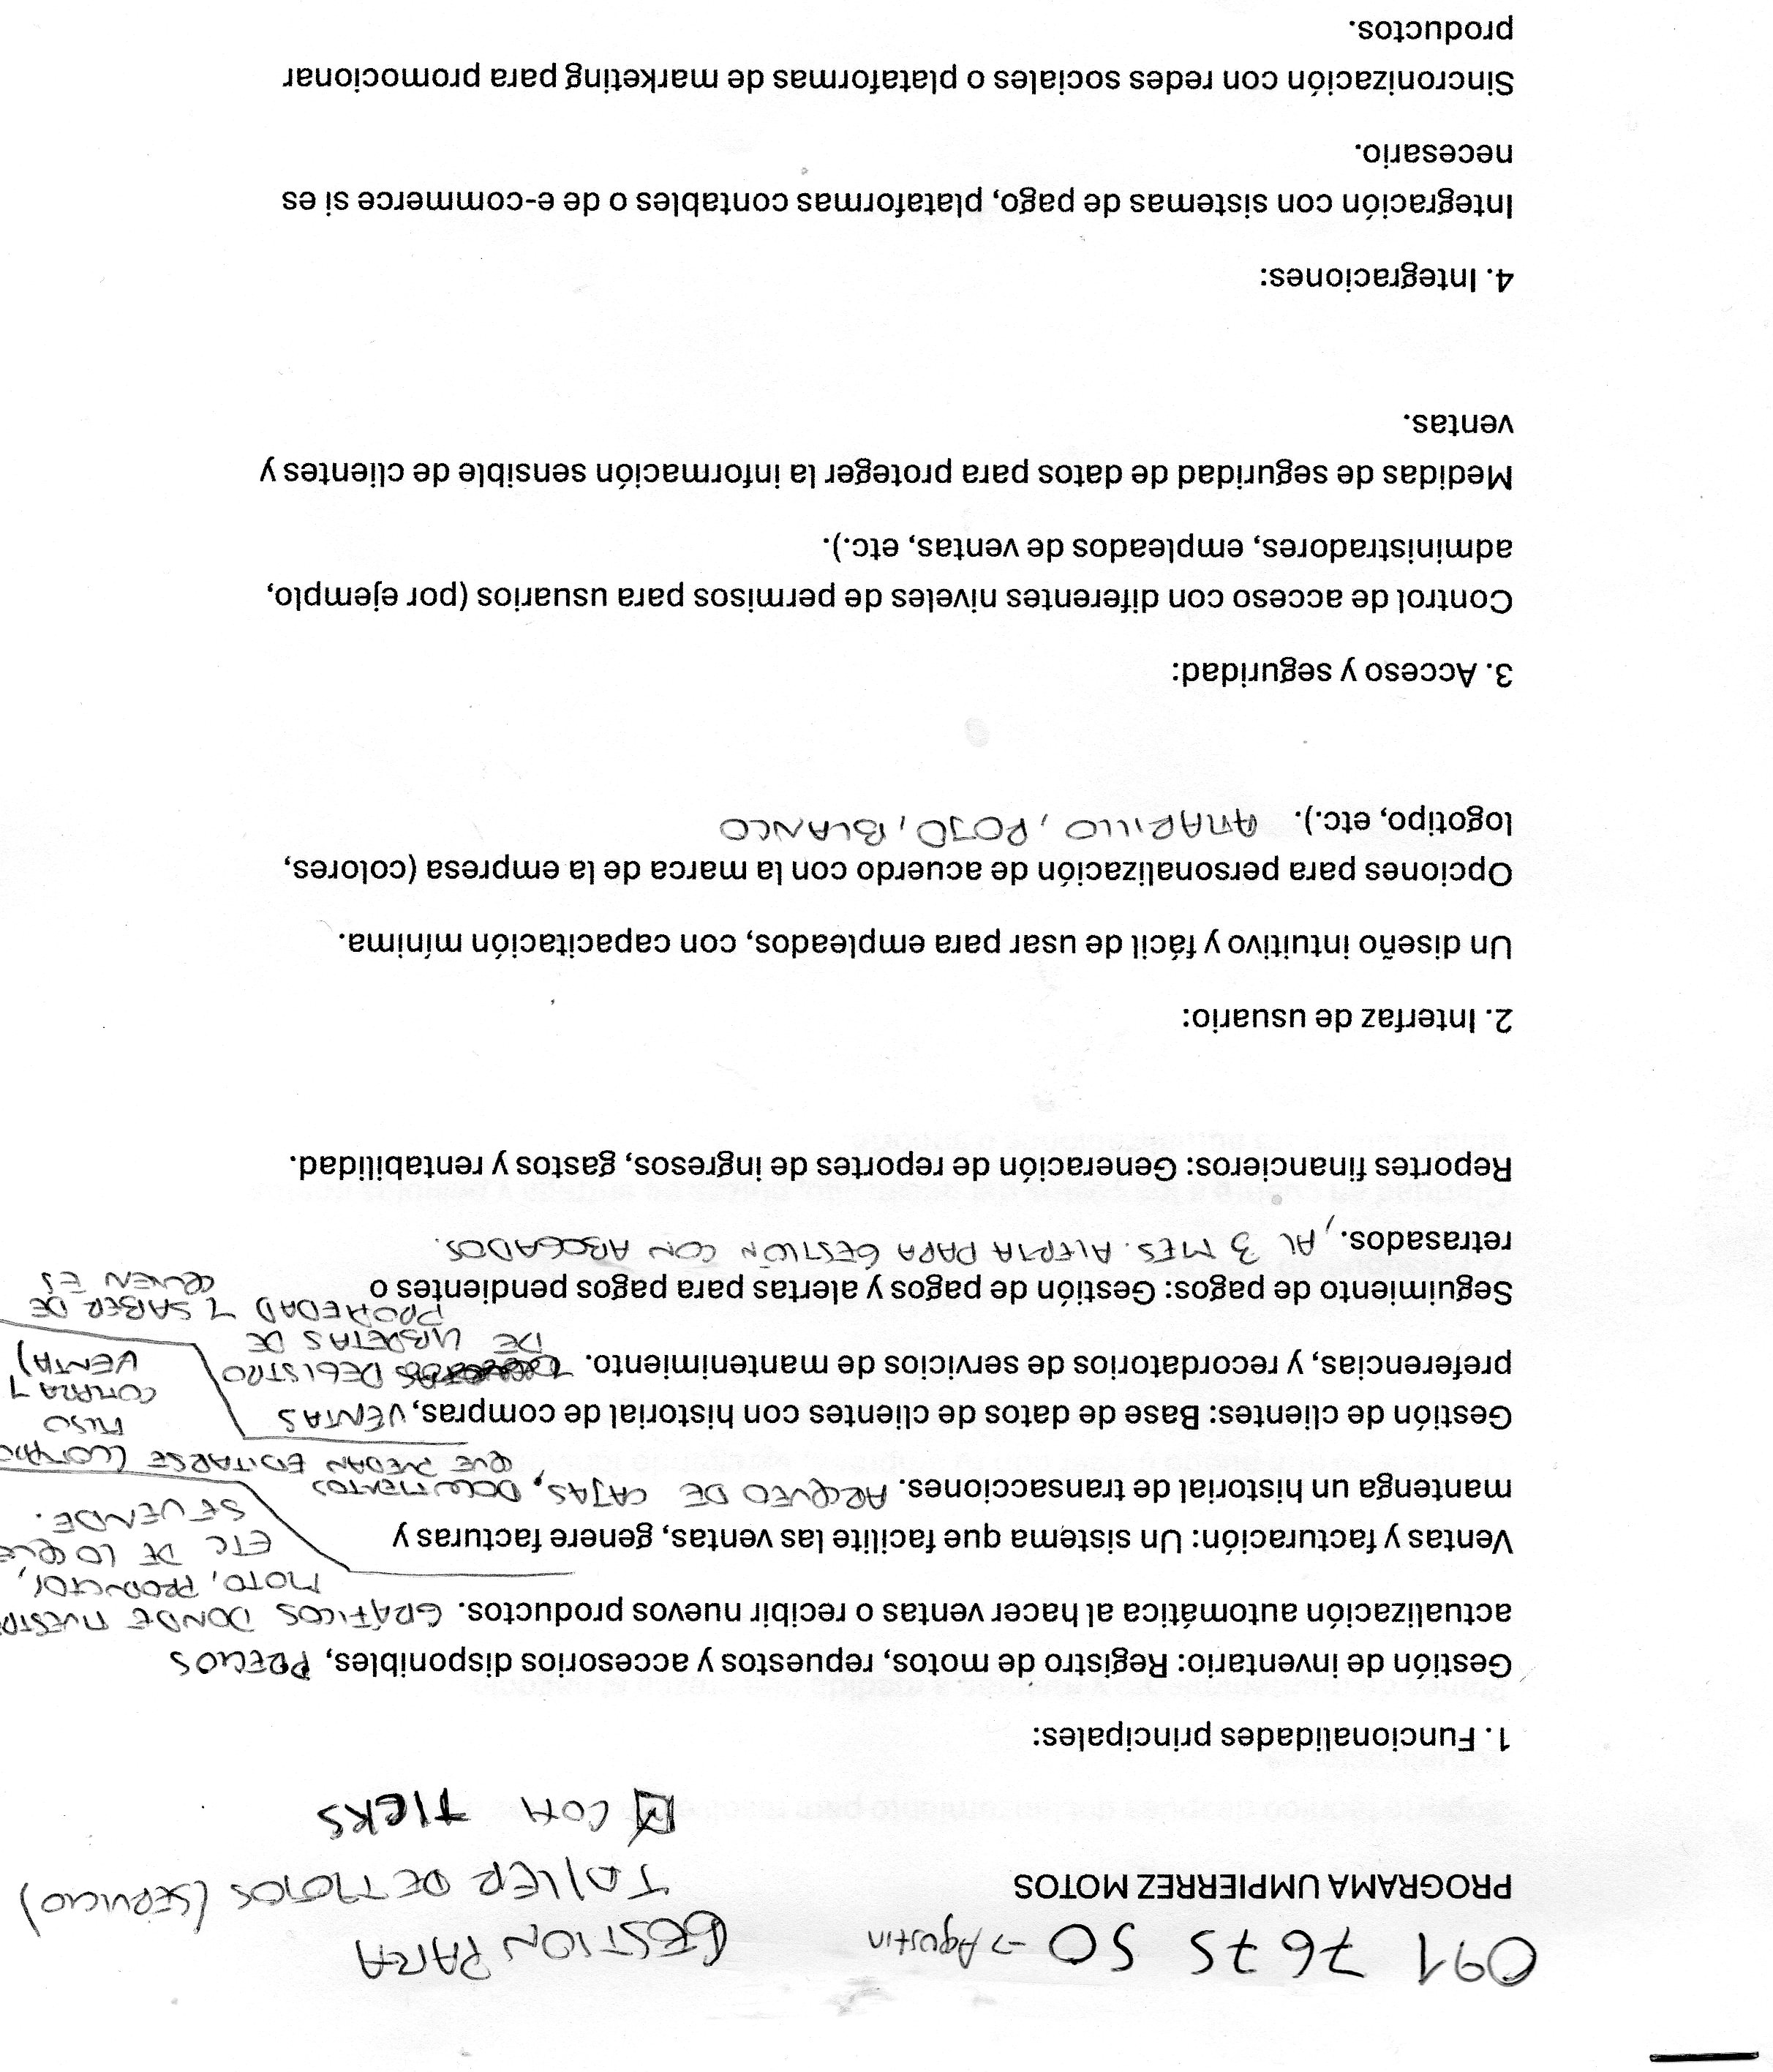 091 76 75 50 -> Agustin
GESTION PARA
TALLER DE MOTOS (SERVICIO)
☑ CON TICKS
PROGRAMA UMPIERREZ MOTOS
1. Funcionalidades principales:
Gestión de inventario: Registro de motos, repuestos y accesorios disponibles, PRECIOS
actualización automática al hacer ventas o recibir nuevos productos. GRÁFICOS DONDE MUESTR
MOTO, PRODUCTOS,
ETC DE LO QUE
SE VENDE.
Ventas y facturación: Un sistema que facilite las ventas, genere facturas y
mantenga un historial de transacciones. ARQUEO DE CAJAS, DOCUMENTOS
QUE PUEDAN EDITARSE (COMPRO
MISO
COMPRA Y
VENTA)
Gestión de clientes: Base de datos de clientes con historial de compras, VENTAS
preferencias, y recordatorios de servicios de mantenimiento. REGISTRO
DE LIBRETAS DE
PROPIEDAD Y SABER DE
QUIEN ES
Seguimiento de pagos: Gestión de pagos y alertas para pagos pendientes o
retrasados., AL 3 MES. ALERTA PARA GESTION CON ABOGADOS.
Reportes financieros: Generación de reportes de ingresos, gastos y rentabilidad.
2. Interfaz de usuario:
Un diseño intuitivo y fácil de usar para empleados, con capacitación mínima.
Opciones para personalización de acuerdo con la marca de la empresa (colores,
logotipo, etc.). AMARILLO, ROJO, BLANCO
3. Acceso y seguridad:
Control de acceso con diferentes niveles de permisos para usuarios (por ejemplo,
administradores, empleados de ventas, etc.).
Medidas de seguridad de datos para proteger la información sensible de clientes y
ventas.
4. Integraciones:
Integración con sistemas de pago, plataformas contables o de e-commerce si es
necesario.
Sincronización con redes sociales o plataformas de marketing para promocionar
productos.